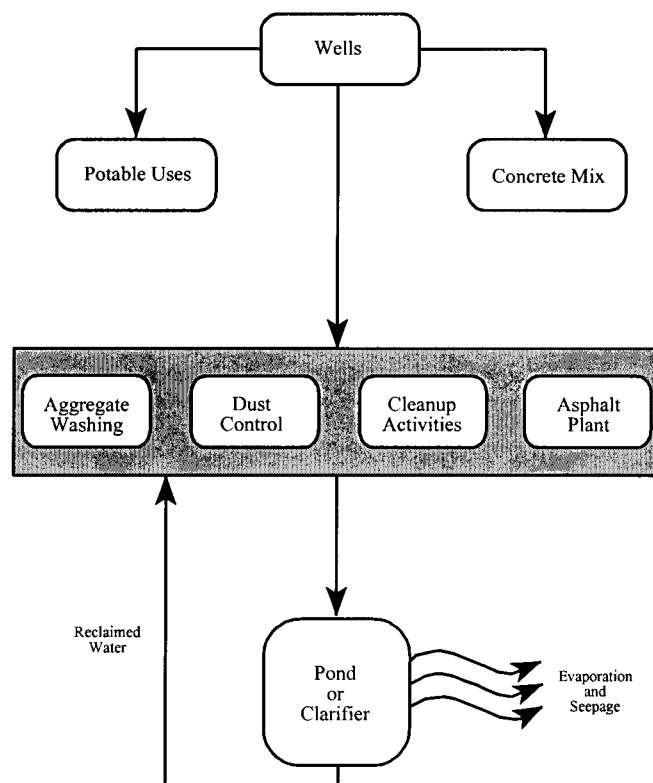 Wells
Potable Uses
Concrete Mix
Aggregate
Washing
Dust
Control
Cleanup
Activities
Asphalt
Plant
Reclaimed
Water
Pond
or
Clarifier
Evaporation
and
Seepage